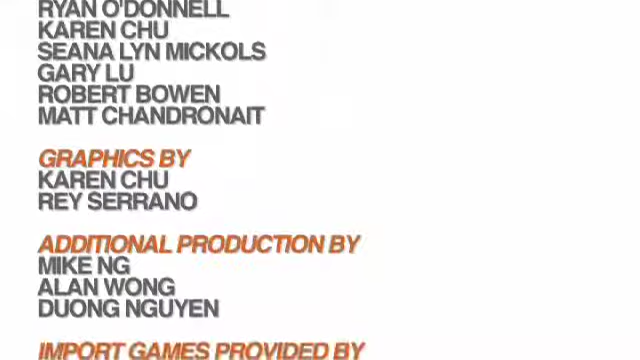 RYAN O'DONNELL
KAREN CHU
SEANA LYN MICKOLS
GARY LU
ROBERT BOWEN
MATT CHANDRONAIT
GRAPHICS BY
KAREN CHU
REY SERRANO
ADDITIONAL PRODUCTION BY
MIKE NG
ALAN WONG
DUONG NGUYEN
IMPORT GAMES PROVIDED BY